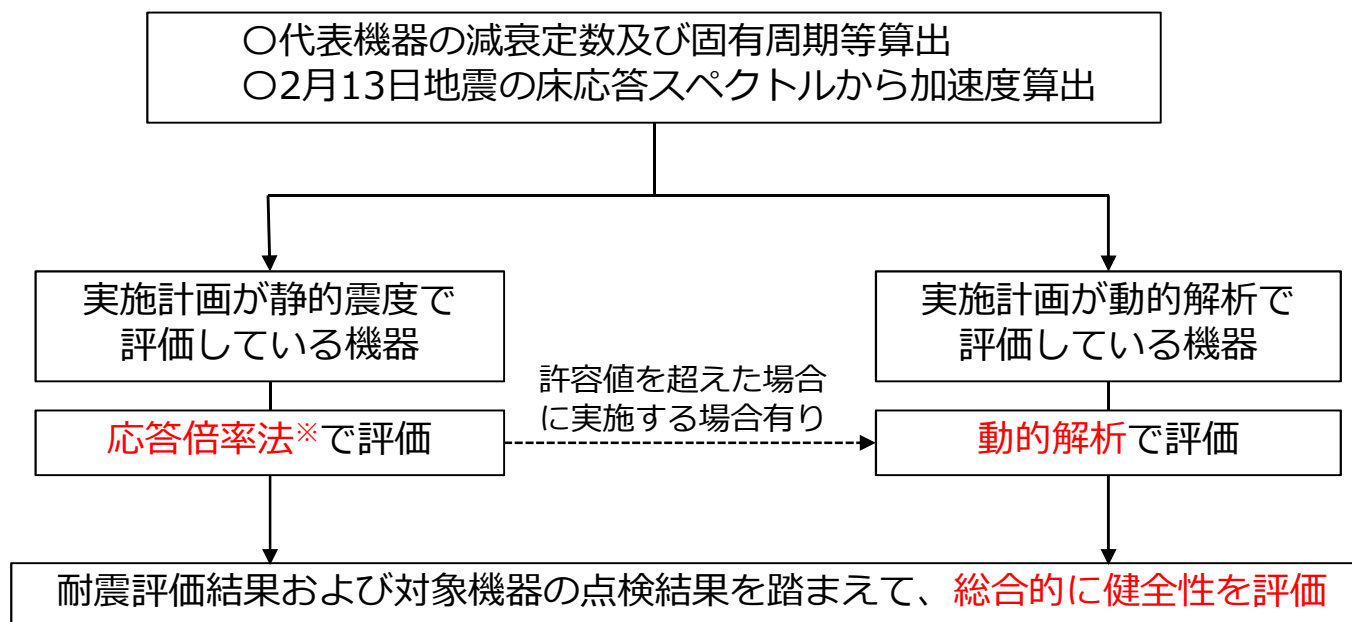 〇代表機器の減衰定数及び固有周期等算出
〇2月13日地震の床応答スペクトルから加速度算出
実施計画が静的震度で
評価している機器
実施計画が動的解析で
評価している機器
許容値を超えた場合
に実施する場合有り
応答倍率法※で評価
動的解析で評価
耐震評価結果および対象機器の点検結果を踏まえて、総合的に健全性を評価